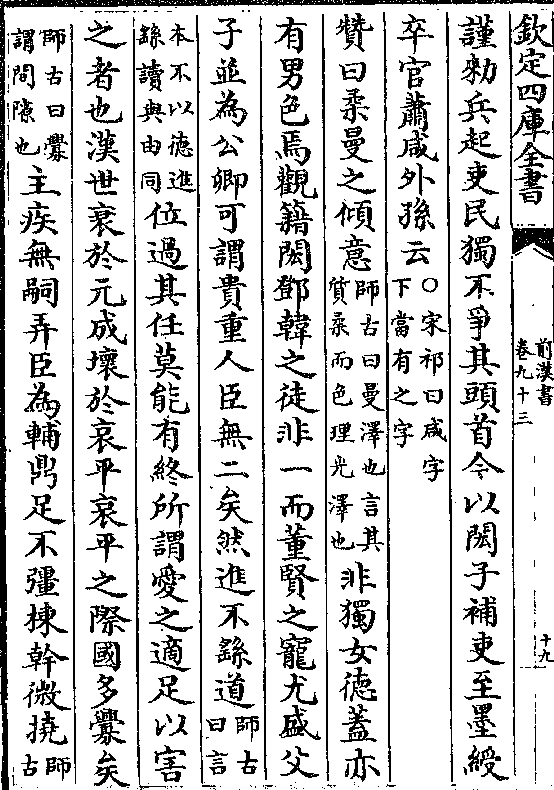 欽定四庫全書
前漢書
卷九十三
十九
謹勑兵起吏民獨不爭其頭首令以閎子補吏至墨綬
卒官蕭咸外孫云
○宋祁曰咸字
下當有之字
贊曰柔曼之傾意
師古曰曼澤也言其
質柔而色理光澤也
非獨女德蓋亦
有男色焉觀籍閎鄧韓之徒非一而董賢之寵尤盛父
子並為公卿可謂貴重人臣無二矣然進不繇道
師古
曰言
本不以德進
繇讀與由同
位過其任莫能有終所謂愛之適足以害
之者也漢世衰於元成壞於哀平哀平之際國多釁矣
師古曰釁
謂間隙也
主疾無嗣弄臣為輔鼎足不彊棟幹微撓
師
古